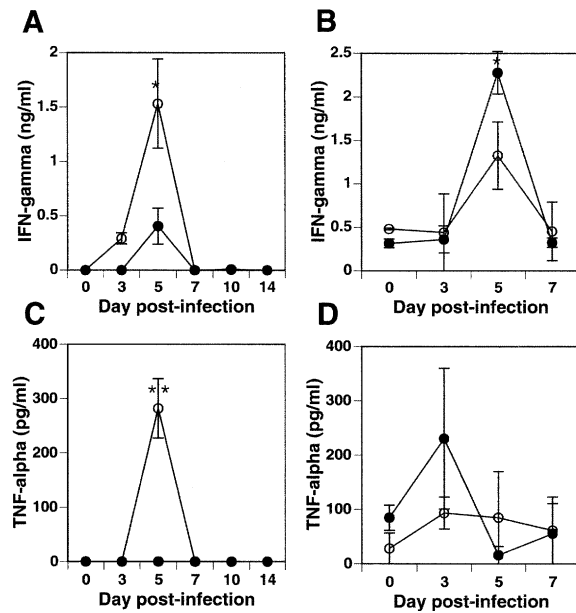 A
B
IFN-gamma (ng/ml)
2
1.5
1
0.5
0
*
0 3 5 7 10 14
Day post-infection
IFN-gamma (ng/ml)
2.5
2
1.5
1
0.5
0
*
0 3 5 7
Day post-infection
C
D
TNF-alpha (pg/ml)
400
300
200
100
0
**
0 3 5 7 10 14
Day post-infection
TNF-alpha (pg/ml)
400
300
200
100
0
0 3 5 7
Day post-infection